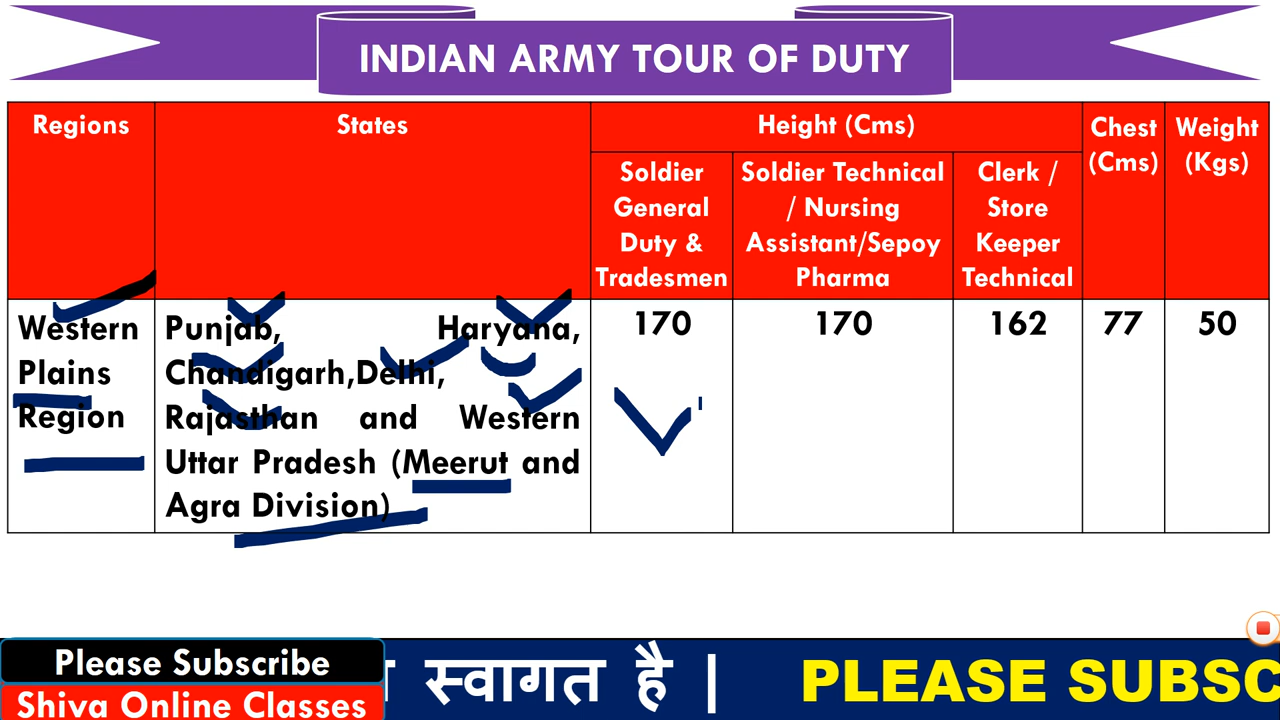 INDIAN ARMY TOUR OF DUTY
Regions
States
Height (Cms)
Chest
(Cms)
Weight
(Kgs)
Soldier
General
Duty &
Tradesmen
Soldier Technical
/ Nursing
Assistant/Sepoy
Pharma
Clerk /
Store
Keeper
Technical
Western
Plains
Region
Punjab, Haryana,
Chandigarh,Delhi,
Rajasthan and Western
Uttar Pradesh (Meerut and
Agra Division)
170
170
162
77
50
Please Subscribe
Shiva Online Classes
स्वागत है | PLEASE SUBSC